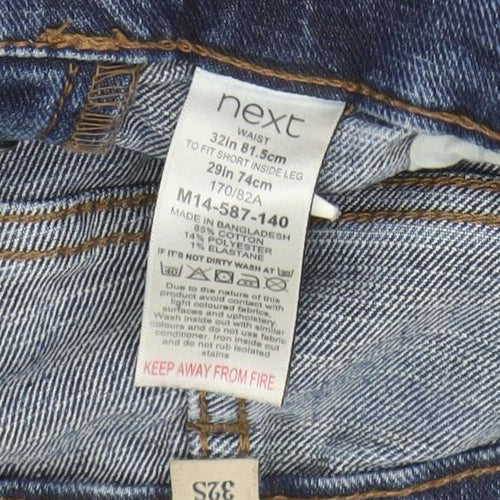 next
WAIST
32In 81.5cm
TO FIT SHORT INSIDE LEG
29In 74cm
170/82A
M14-587-140
MADE IN BANGLADESH
85% COTTON
14% POLYESTER
1% ELASTANE
IF IT'S NOT DIRTY WASH AT 30
40
Due to the nature of this
product avoid contact with
light coloured fabrics,
surfaces and upholstery
Wash inside out with similar
colours and do not use fabric
conditioner. Iron inside out
and do not rub isolated
stains
KEEP AWAY FROM FIRE
32S